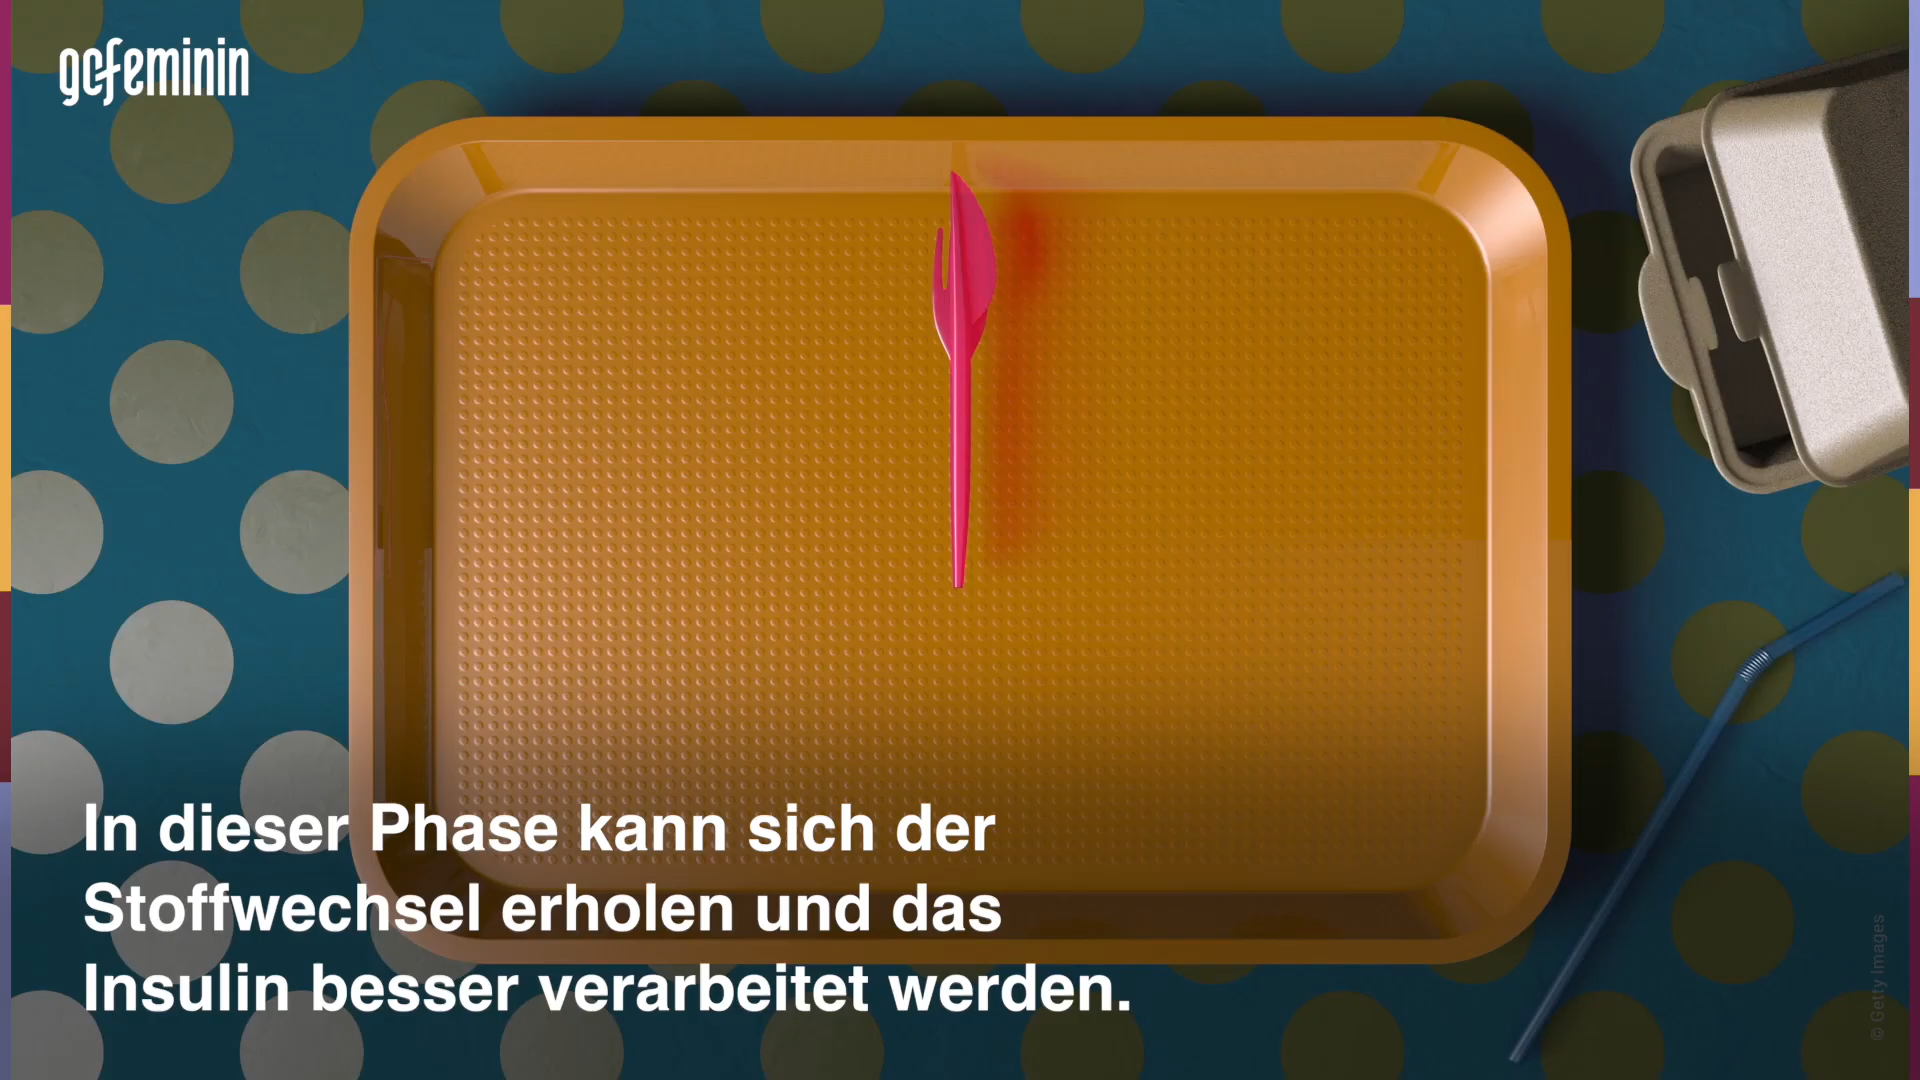 gofeminin
In dieser Phase kann sich der
Stoffwechsel erholen und das
Insulin besser verarbeitet werden.
© Getty Images